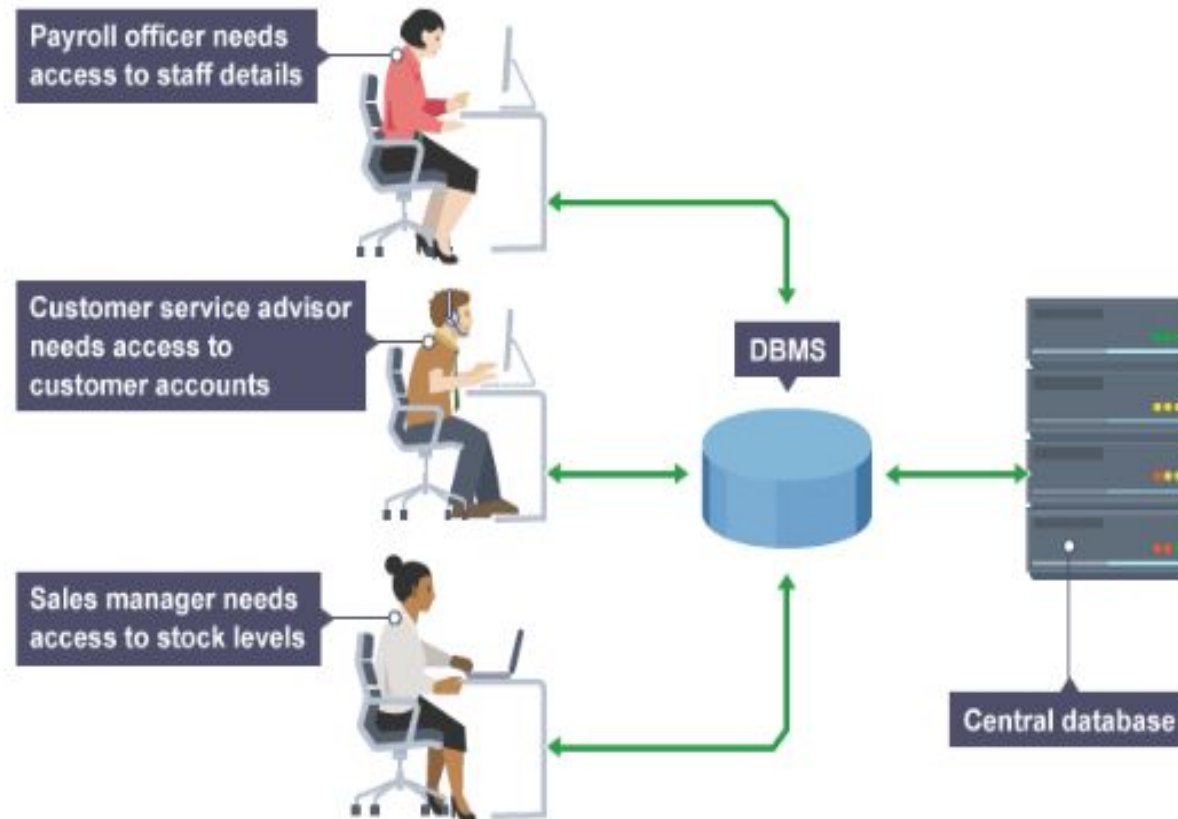 Payroll officer needs
access to staff details
Customer service advisor
needs access to
customer accounts
DBMS
Sales manager needs
access to stock levels
Central database